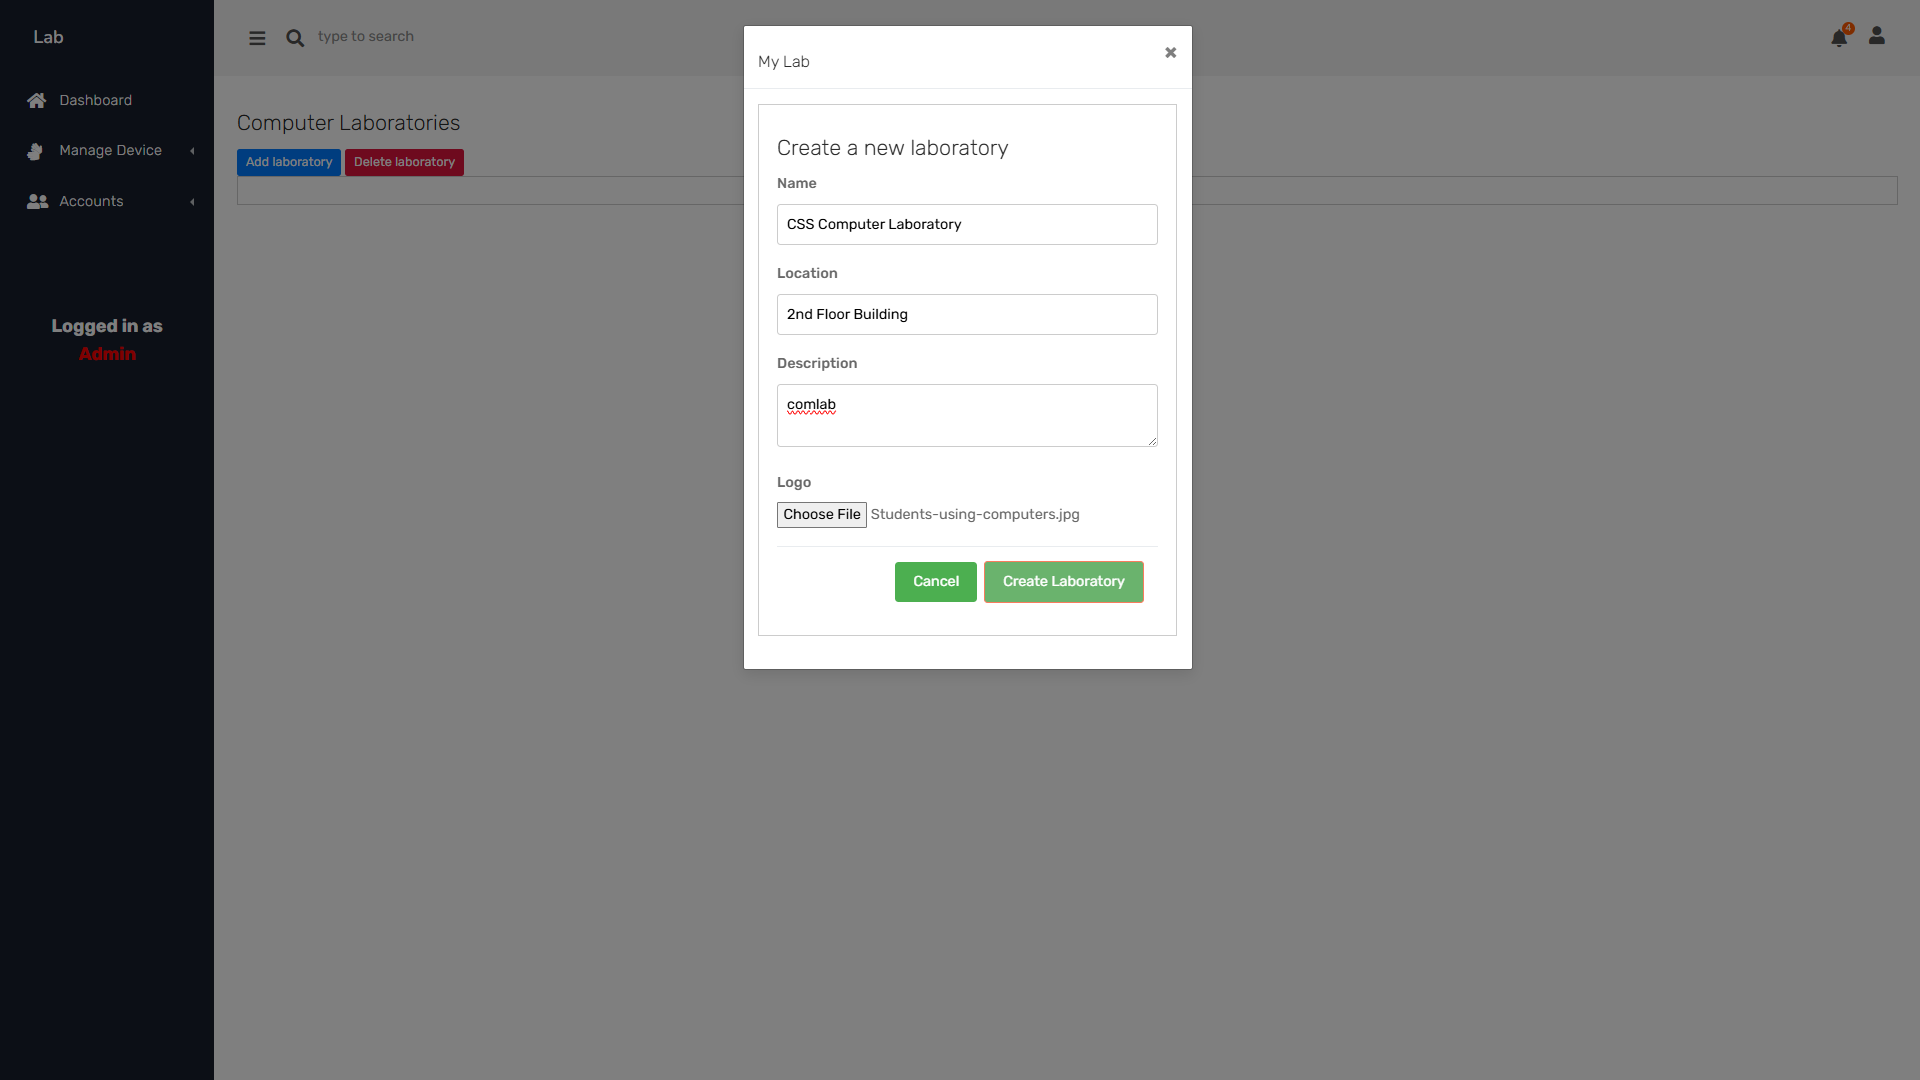 Lab
type to search
4
Dashboard
Manage Device
Accounts
Logged in as
Admin
Computer Laboratories
Add laboratory
Delete laboratory
My Lab
Create a new laboratory
Name
CSS Computer Laboratory
Location
2nd Floor Building
Description
comlab
Logo
Choose File Students-using-computers.jpg
Cancel
Create Laboratory